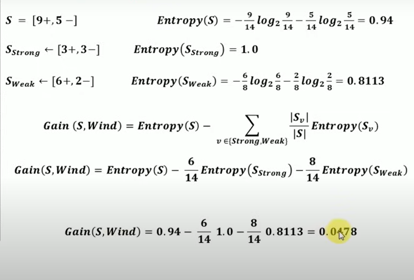 S = [9+, 5 −] Entropy(S) = − 9/14 log₂ 9/14 − 5/14 log₂ 5/14 = 0.94
S_Strong ← [3+, 3−] Entropy(S_Strong) = 1.0
S_Weak ← [6+, 2−] Entropy(S_Weak) = − 6/8 log₂ 6/8 − 2/8 log₂ 2/8 = 0.8113
Gain (S, Wind) = Entropy(S) − ∑ v ∈{Strong,Weak} |S_v|/|S| Entropy(S_v)
Gain(S, Wind) = Entropy(S) − 6/14 Entropy(S_Strong) − 8/14 Entropy(S_Weak)
Gain(S, Wind) = 0.94 − 6/14 1.0 − 8/14 0.8113 = 0.0478